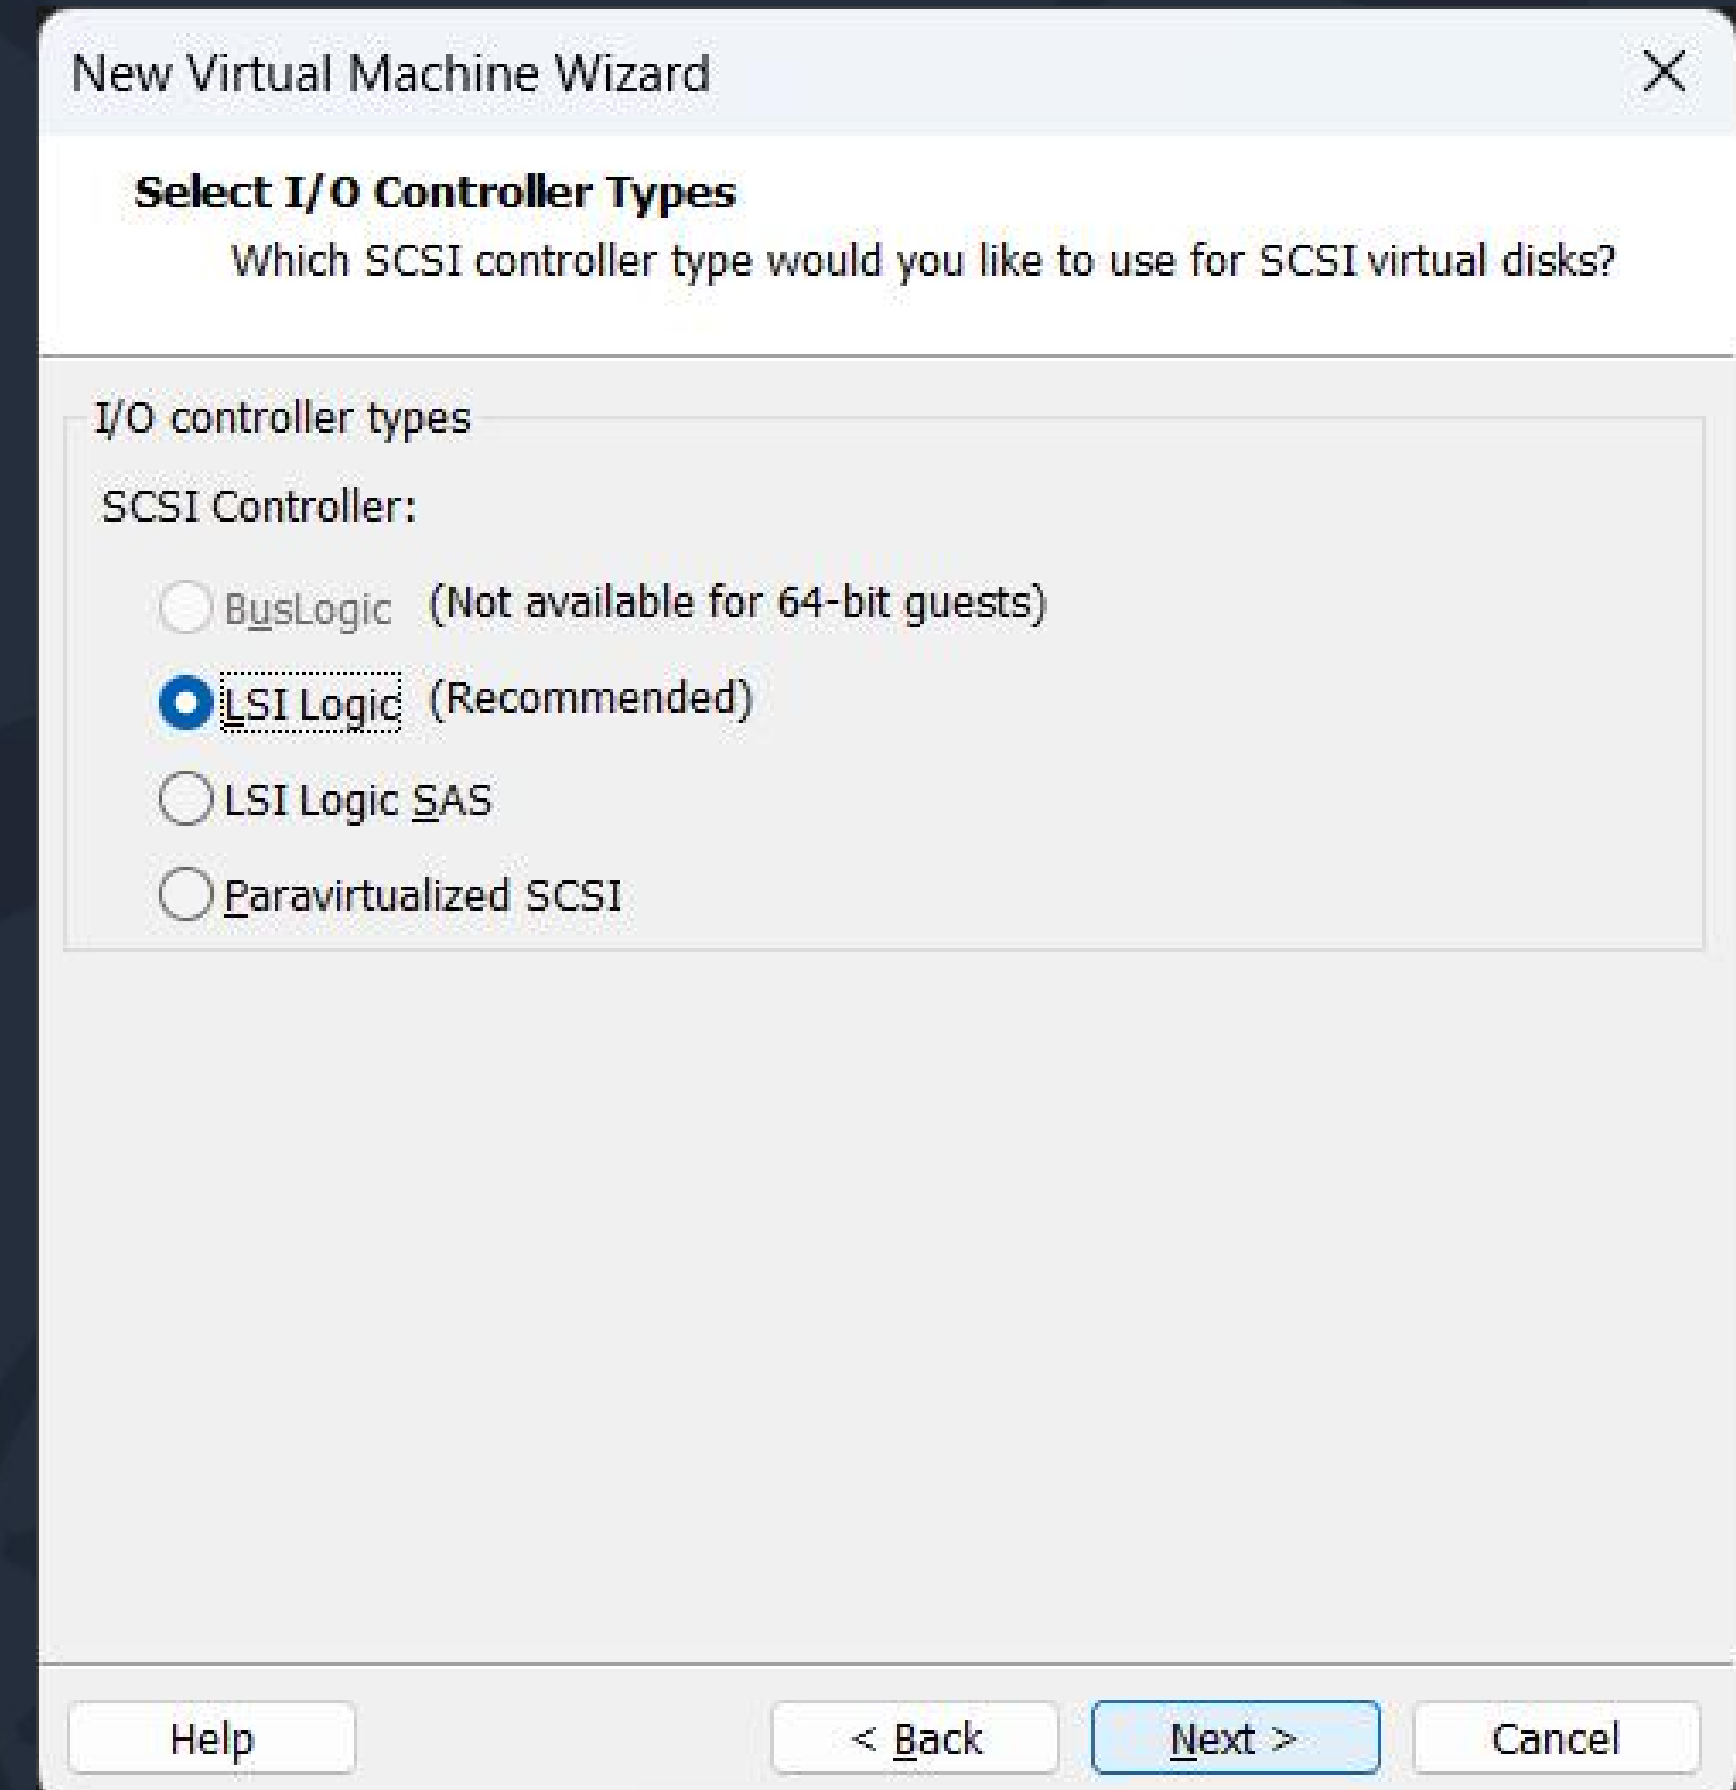 New Virtual Machine Wizard
Select I/O Controller Types
Which SCSI controller type would you like to use for SCSI virtual disks?
I/O controller types
SCSI Controller:
BusLogic (Not available for 64-bit guests)
LSI Logic (Recommended)
LSI Logic SAS
Paravirtualized SCSI
Help < Back Next > Cancel